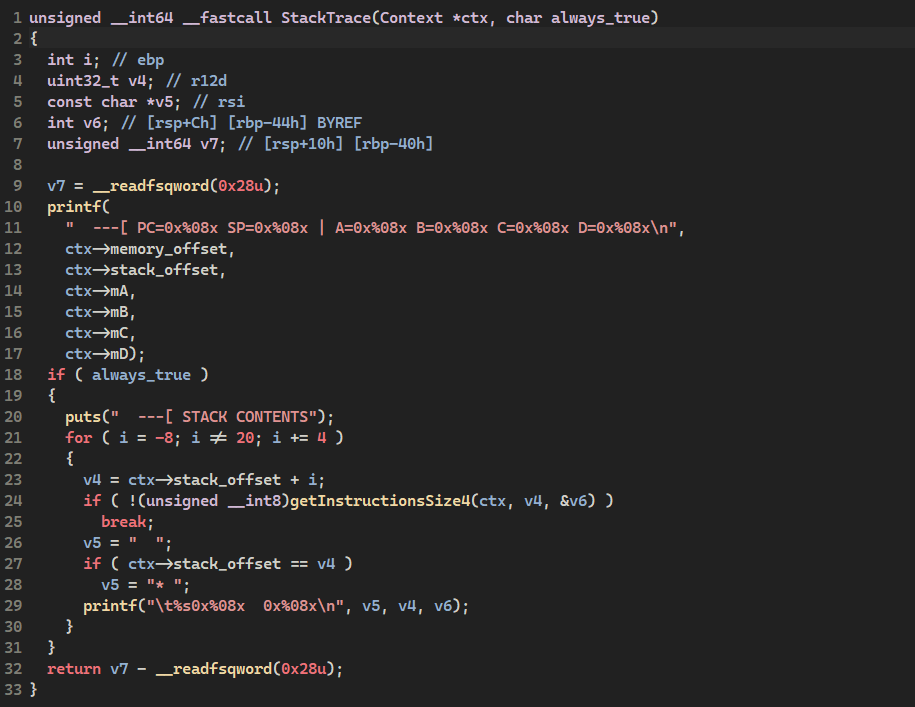 1 unsigned __int64 __fastcall StackTrace(Context *ctx, char always_true)
2 {
3   int i; // ebp
4   uint32_t v4; // r12d
5   const char *v5; // rsi
6   int v6; // [rsp+Ch] [rbp-44h] BYREF
7   unsigned __int64 v7; // [rsp+10h] [rbp-40h]
8
9   v7 = __readfsqword(0x28u);
10   printf(
11     "  ---[ PC=0x%08x SP=0x%08x | A=0x%08x B=0x%08x C=0x%08x D=0x%08x\n",
12     ctx->memory_offset,
13     ctx->stack_offset,
14     ctx->mA,
15     ctx->mB,
16     ctx->mC,
17     ctx->mD);
18   if ( always_true )
19   {
20     puts("  ---[ STACK CONTENTS");
21     for ( i = -8; i != 20; i += 4 )
22     {
23       v4 = ctx->stack_offset + i;
24       if ( !(unsigned __int8)getInstructionsSize4(ctx, v4, &v6) )
25         break;
26       v5 = "  ";
27       if ( ctx->stack_offset == v4 )
28         v5 = "* ";
29       printf("\t%s0x%08x  0x%08x\n", v5, v4, v6);
30     }
31   }
32   return v7 - __readfsqword(0x28u);
33 }